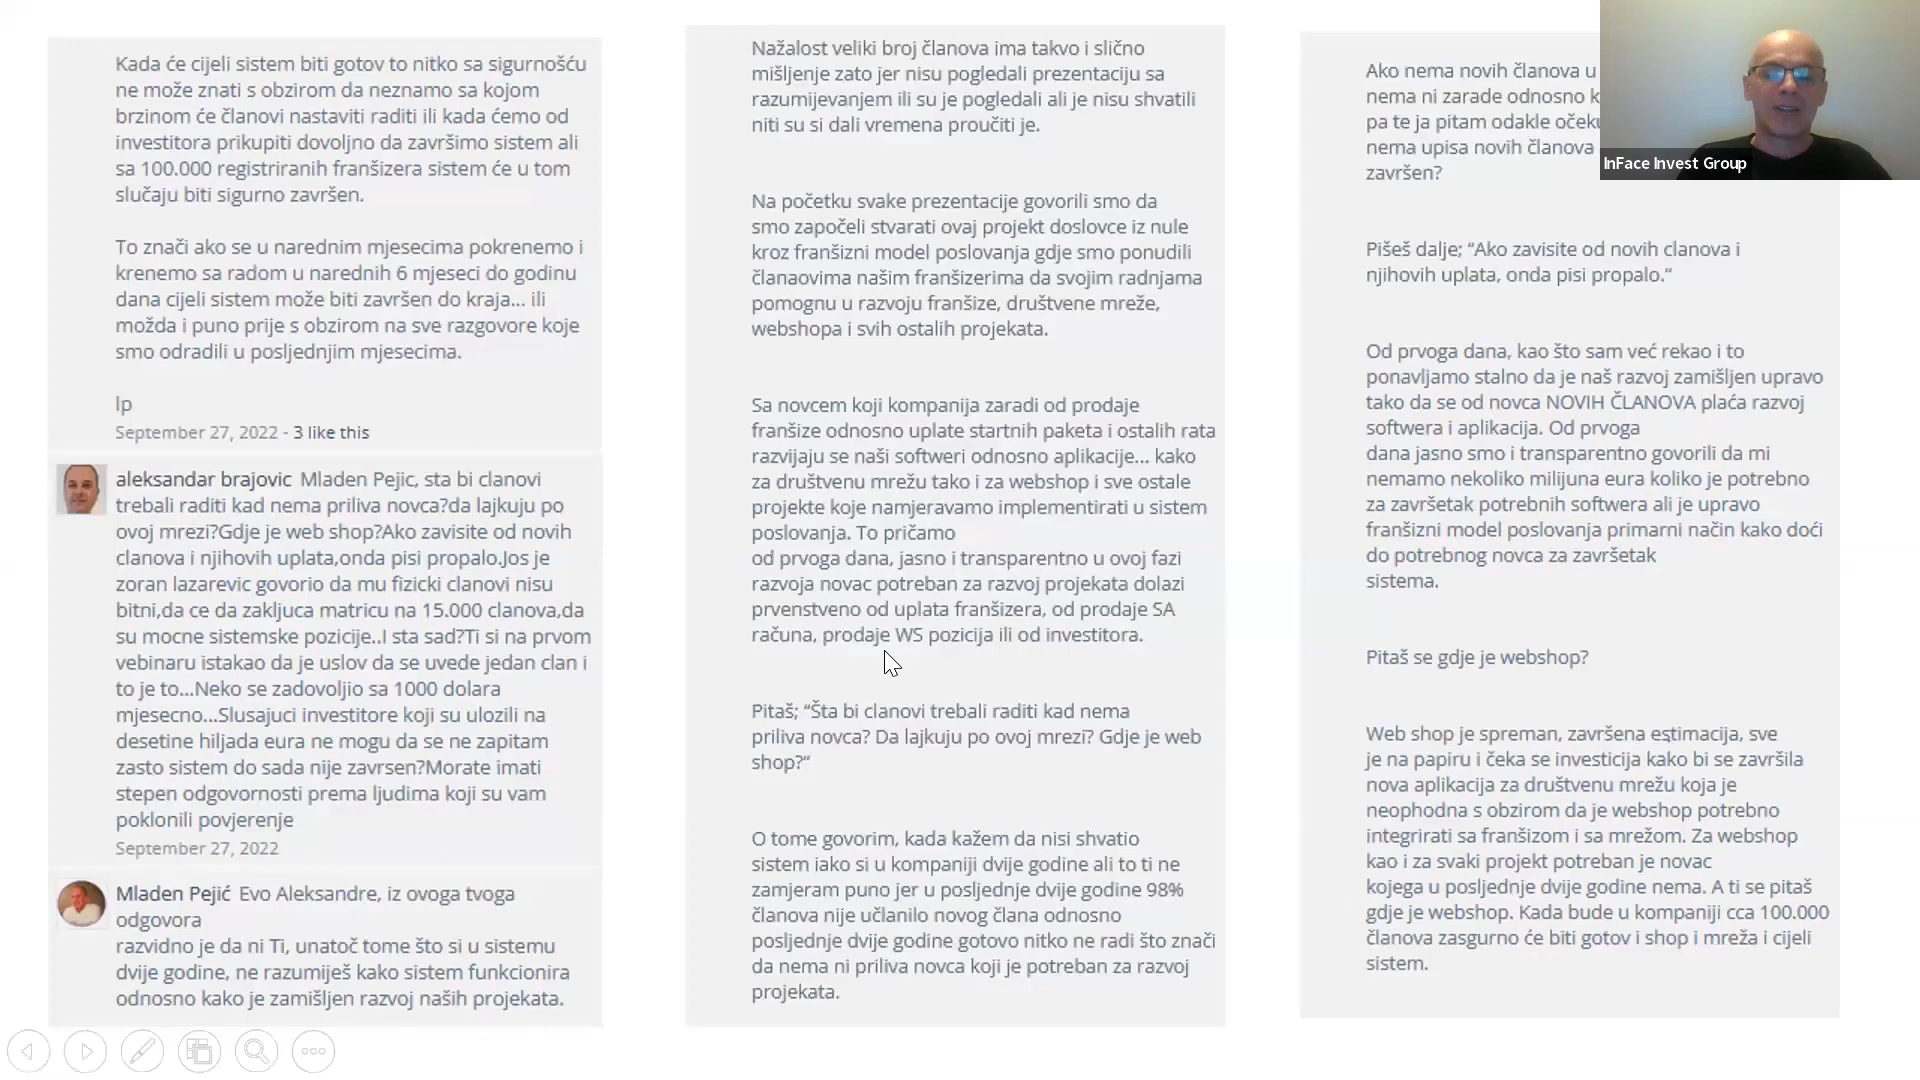 Kada će cijeli sistem biti gotov to nitko sa sigurnošću
ne može znati s obzirom da neznamo sa kojom
brzinom će članovi nastaviti raditi ili kada ćemo od
investitora prikupiti dovoljno da završimo sistem ali
sa 100.000 registriranih franšizera sistem će u tom
slučaju biti sigurno završen.
To znači ako se u narednim mjesecima pokrenemo i
krenemo sa radom u narednih 6 mjeseci do godinu
dana cijeli sistem može biti završen do kraja... ili
možda i puno prije s obzirom na sve razgovore koje
smo odradili u posljednjim mjesecima.
lp
September 27, 2022 - 3 like this
aleksandar brajovic Mladen Pejic, sta bi clanovi
trebali raditi kad nema priliva novca?da lajkuju po
ovoj mrezi?Gdje je web shop?Ako zavisite od novih
clanova i njihovih uplata,onda pisi propalo.Jos je
zoran lazarevic govorio da mu fizicki clanovi nisu
bitni,da ce da zakljuca matricu na 15.000 clanova,da
su mocne sistemske pozicije..I sta sad?Ti si na prvom
vebinaru istakao da je uslov da se uvede jedan clan i
to je to...Neko se zadovoljio sa 1000 dolara
mjesecno...Slusajuci investitore koji su ulozili na
desetine hiljada eura ne mogu da se ne zapitam
zasto sistem do sada nije zavrsen?Morate imati
stepen odgovornosti prema ljudima koji su vam
poklonili povjerenje
September 27, 2022
Mladen Pejić Evo Aleksandre, iz ovoga tvoga
odgovora
razvidno je da ni Ti, unatoč tome što si u sistemu
dvije godine, ne razumiješ kako sistem funkcionira
odnosno kako je zamišljen razvoj naših projekata.
Nažalost veliki broj članova ima takvo i slično
mišljenje zato jer nisu pogledali prezentaciju sa
razumijevanjem ili su je pogledali ali je nisu shvatili
niti su si dali vremena proučiti je.
Na početku svake prezentacije govorili smo da
smo započeli stvarati ovaj projekt doslovce iz nule
kroz franšizni model poslovanja gdje smo ponudili
članaovima našim franšizerima da svojim radnjama
pomognu u razvoju franšize, društvene mreže,
webshopa i svih ostalih projekata.
Sa novcem koji kompanija zaradi od prodaje
franšize odnosno uplate startnih paketa i ostalih rata
razvijaju se naši softweri odnosno aplikacije... kako
za društvenu mrežu tako i za webshop i sve ostale
projekte koje namjeravamo implementirati u sistem
poslovanja. To pričamo
od prvoga dana, jasno i transparentno u ovoj fazi
razvoja novac potreban za razvoj projekata dolazi
prvenstveno od uplata franšizera, od prodaje SA
računa, prodaje WS pozicija ili od investitora.
Pitaš; “Šta bi clanovi trebali raditi kad nema
priliva novca? Da lajkuju po ovoj mrezi? Gdje je web
shop?“
O tome govorim, kada kažem da nisi shvatio
sistem iako si u kompaniji dvije godine ali to ti ne
zamjeram puno jer u posljednje dvije godine 98%
članova nije učlanilo novog člana odnosno
posljednje dvije godine gotovo nitko ne radi što znači
da nema ni priliva novca koji je potreban za razvoj
projekata.
Ako nema novih članova u
nema ni zarade odnosno
pa te ja pitam odakle
nema upisa novih članova
završen?
Pišeš dalje; “Ako zavisite od novih clanova i
njihovih uplata, onda pisi propalo.“
Od prvoga dana, kao što sam već rekao i to
ponavljamo stalno da je naš razvoj zamišljen upravo
tako da se od novca NOVIH ČLANOVA plaća razvoj
softwera i aplikacija. Od prvoga
dana jasno smo i transparentno govorili da mi
nemamo nekoliko milijuna eura koliko je potrebno
za završetak potrebnih softwera ali je upravo
franšizni model poslovanja primarni način kako doći
do potrebnog novca za završetak
sistema.
Pitaš se gdje je webshop?
Web shop je spreman, završena estimacija, sve
je na papiru i čeka se investicija kako bi se završila
nova aplikacija za društvenu mrežu koja je
neophodna s obzirom da je webshop potrebno
integrirati sa franšizom i sa mrežom. Za webshop
kao i za svaki projekt potreban je novac
kojega u posljednje dvije godine nema. A ti se pitaš
gdje je webshop. Kada bude u kompaniji cca 100.000
članova zasgurno će biti gotov i shop i mreža i cijeli
sistem.
InFace Invest Group